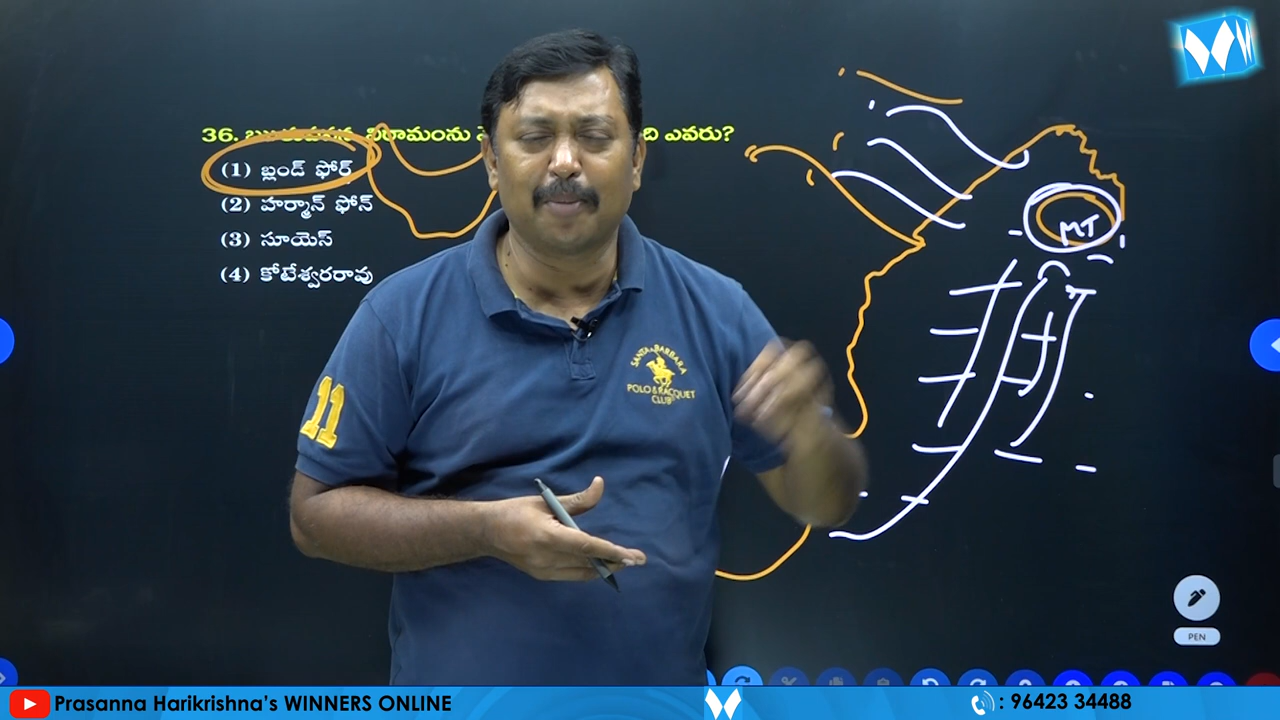 36. విరామంను ది ఎవరు?
(1) బ్లండ్ ఫోర్డ్
(2) హర్మాన్ ఫోన్
(3) సూయెస్
(4) కోటేశ్వరరావు
MT
SANTA BARBARA
POLO & RACQUET
CLUB
11
PEN
Prasanna Harikrishna's WINNERS ONLINE
: 96423 34488